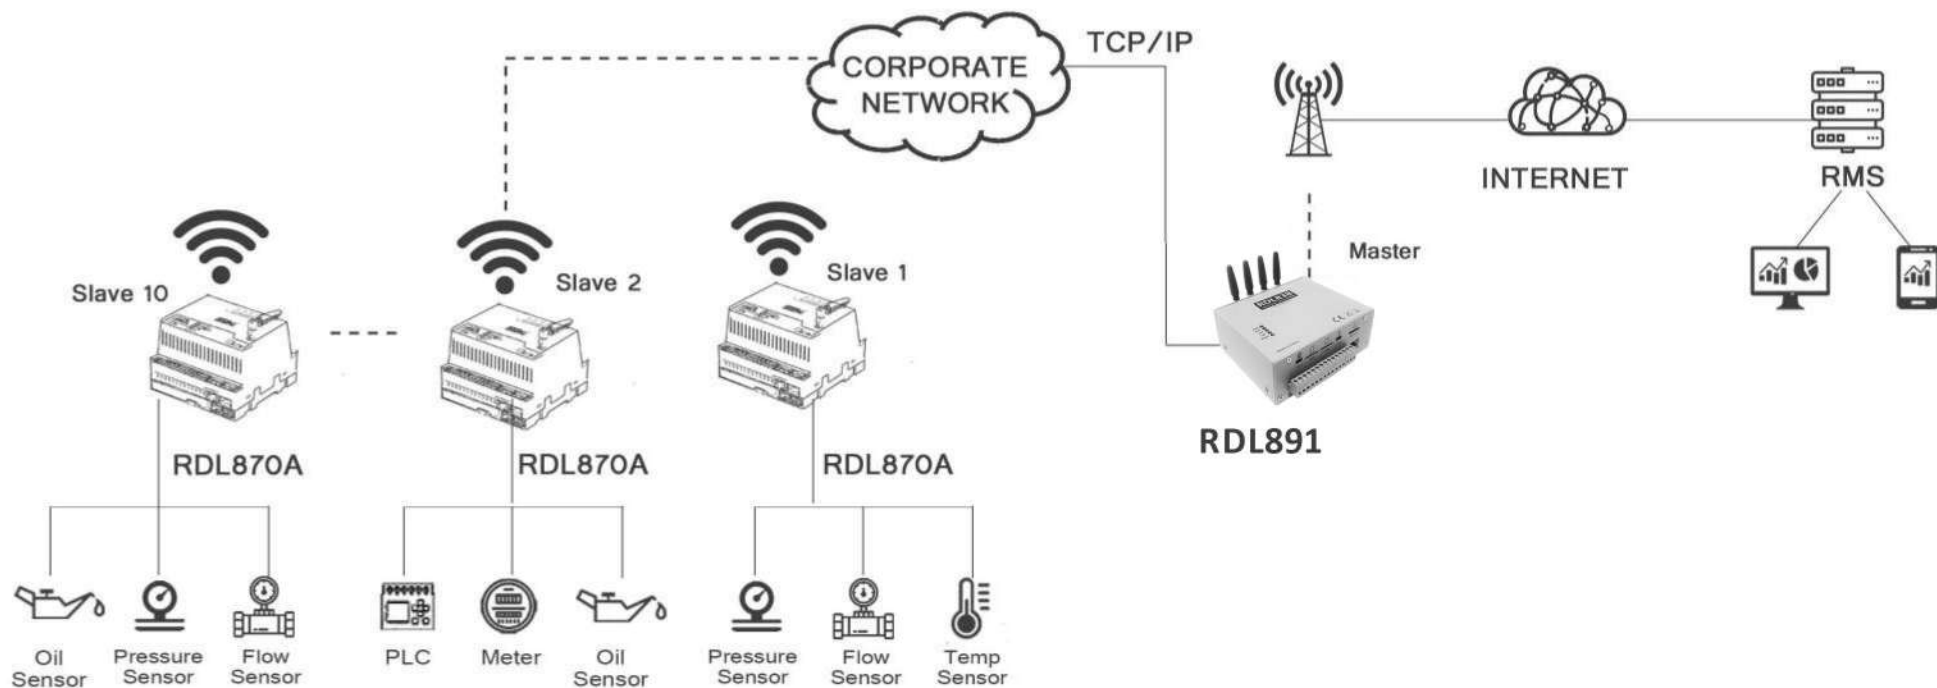 CORPORATE
NETWORK
TCP/IP
INTERNET
RMS
Slave 10
Slave 2
Slave 1
Master
RDL870A
RDL870A
RDL870A
RDL891
Oil
Sensor
Pressure
Sensor
Flow
Sensor
PLC
Meter
Oil
Sensor
Pressure
Sensor
Flow
Sensor
Temp
Sensor